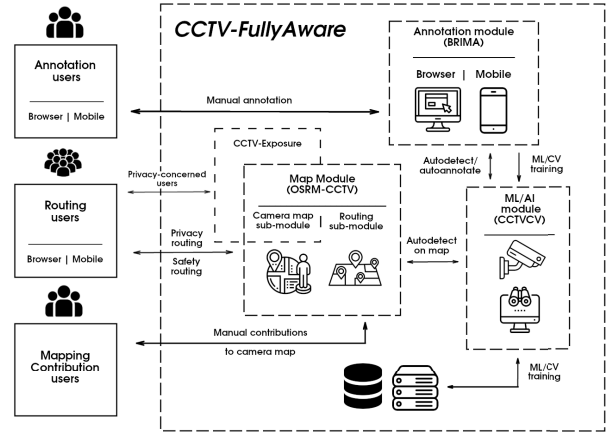 CCTV-FullyAware
Annotation
users
Browser | Mobile
Manual annotation
Annotation module
(BRIMA)
Browser | Mobile
CCTV-Exposure
Privacy-concerned
users
Autodetect/
autoannotate
ML/CV
training
Routing
users
Browser | Mobile
Privacy
routing
Safety
routing
Map Module
(OSRM-CCTV)
Camera map
sub-module
Routing
sub-module
Autodetect
on map
ML/AI
module
(CCTVCV)
Mapping
Contribution
users
Manual contributions
to camera map
ML/CV
training